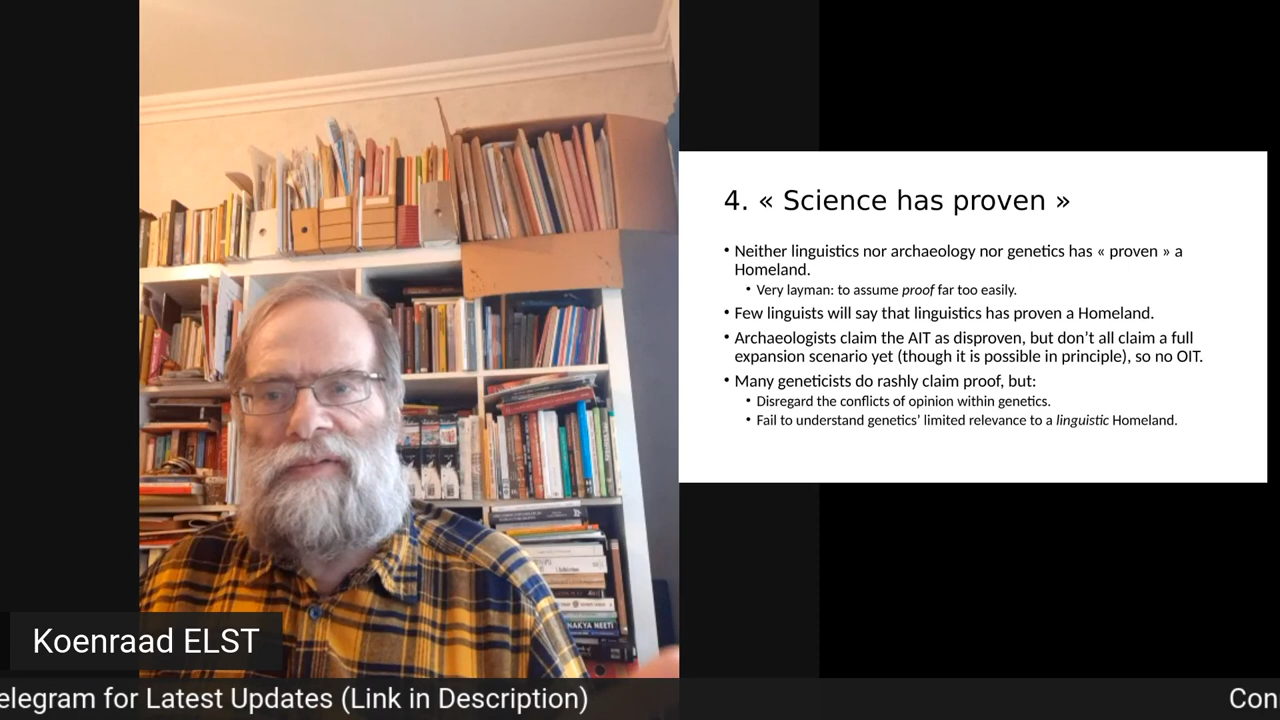 4. « Science has proven »
• Neither linguistics nor archaeology nor genetics has « proven » a
Homeland.
• Very layman: to assume proof far too easily.
• Few linguists will say that linguistics has proven a Homeland.
• Archaeologists claim the AIT as disproven, but don’t all claim a full
expansion scenario yet (though it is possible in principle), so no OIT.
• Many geneticists do rashly claim proof, but:
• Disregard the conflicts of opinion within genetics.
• Fail to understand genetics’ limited relevance to a linguistic Homeland.
NAKYA NEETI
Koenraad ELST
elegram for Latest Updates (Link in Description)
Con